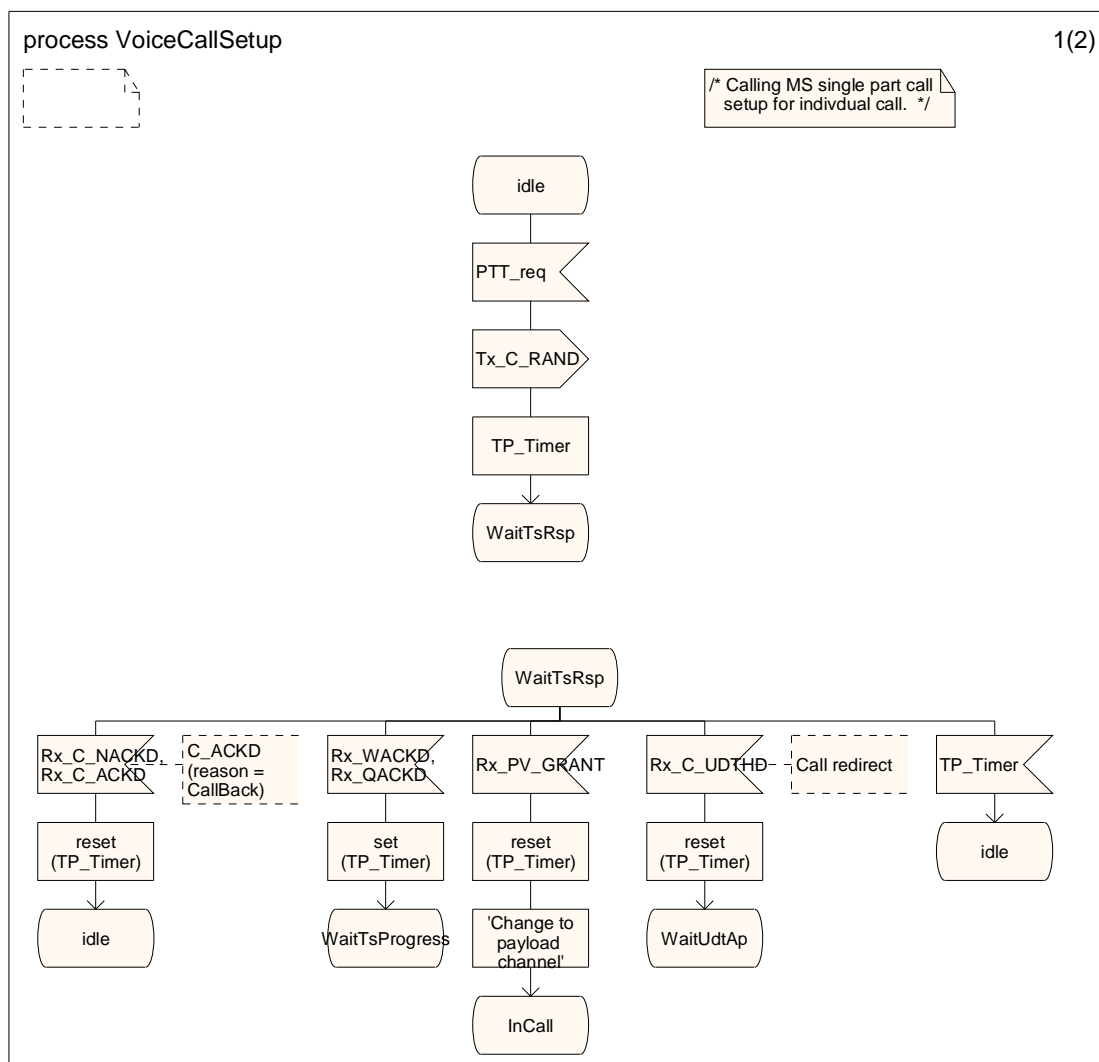 process VoiceCallSetup
1(2)
/* Calling MS single part call
setup for indivdual call. */
idle
PTT_req
Tx_C_RAND
TP_Timer
WaitTsRsp
WaitTsRsp
Rx_C_NACKD,
Rx_C_ACKD
C_ACKD
(reason =
CallBack)
Rx_WACKD,
Rx_QACKD
Rx_PV_GRANT
Rx_C_UDTHD
Call redirect
TP_Timer
reset
(TP_Timer)
set
(TP_Timer)
reset
(TP_Timer)
reset
(TP_Timer)
idle
idle
WaitTsProgress
'Change to
payload
channel'
WaitUdtAp
InCall